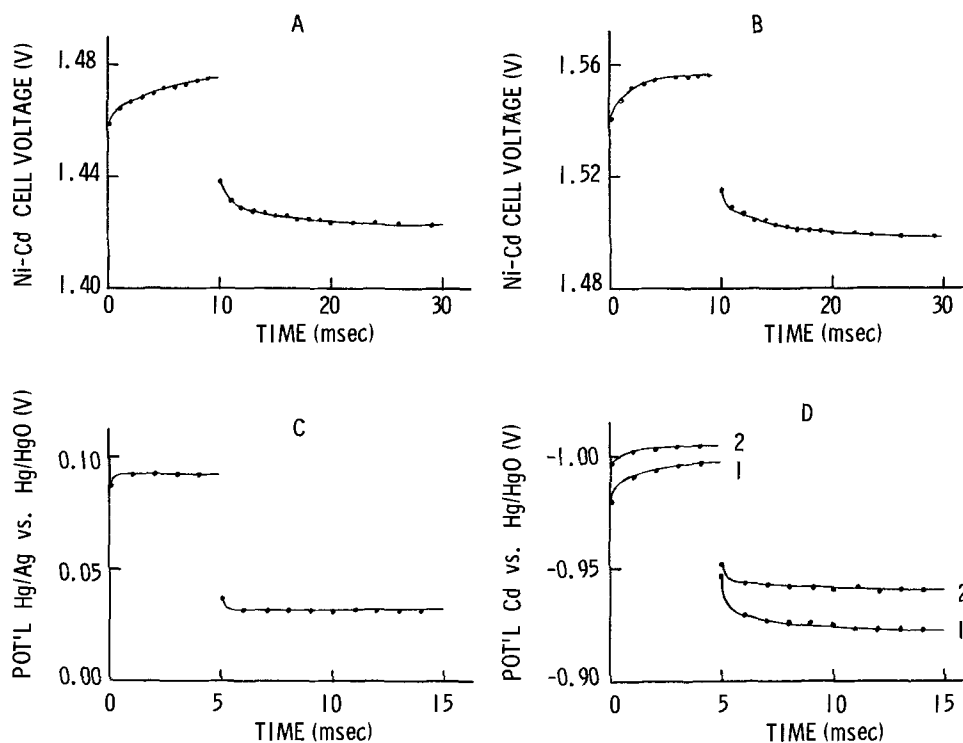 A
Ni-Cd CELL VOLTAGE (V)
1.48
1.44
1.40
0
10
20
30
TIME (msec)
B
Ni-Cd CELL VOLTAGE (V)
1.56
1.52
1.48
0
10
20
30
TIME (msec)
C
POT'L Hg/Ag vs. Hg/HgO (V)
0.10
0.05
0.00
0
5
10
15
TIME (msec)
D
POT'L Cd vs. Hg/HgO (V)
-1.00
-0.95
-0.90
2
1
2
1
0
5
10
15
TIME (msec)